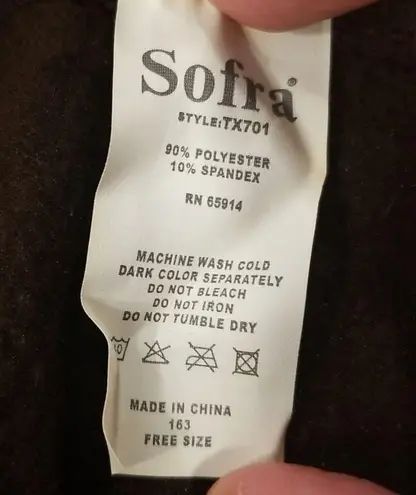 Sofra®
STYLE:TX701
90% POLYESTER
10% SPANDEX
RN 65914
MACHINE WASH COLD
DARK COLOR SEPARATELY
DO NOT BLEACH
DO NOT IRON
DO NOT TUMBLE DRY
MADE IN CHINA
163
FREE SIZE